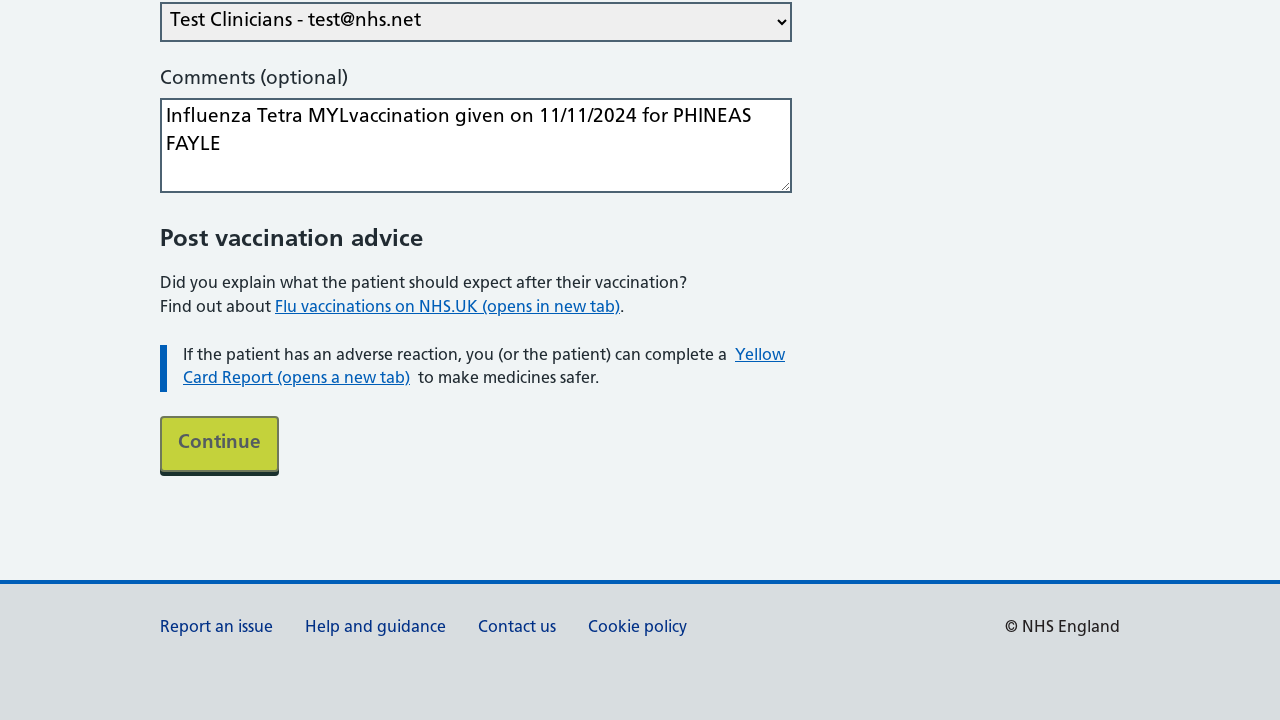 Test Clinicians - test@nhs.net
Comments (optional)
Influenza Tetra MYLvaccination given on 11/11/2024 for PHINEAS
FAYLE
Post vaccination advice
Did you explain what the patient should expect after their vaccination?
Find out about Flu vaccinations on NHS.UK (opens in new tab).
If the patient has an adverse reaction, you (or the patient) can complete a Yellow
Card Report (opens a new tab) to make medicines safer.
Continue
Report an issue Help and guidance Contact us Cookie policy © NHS England